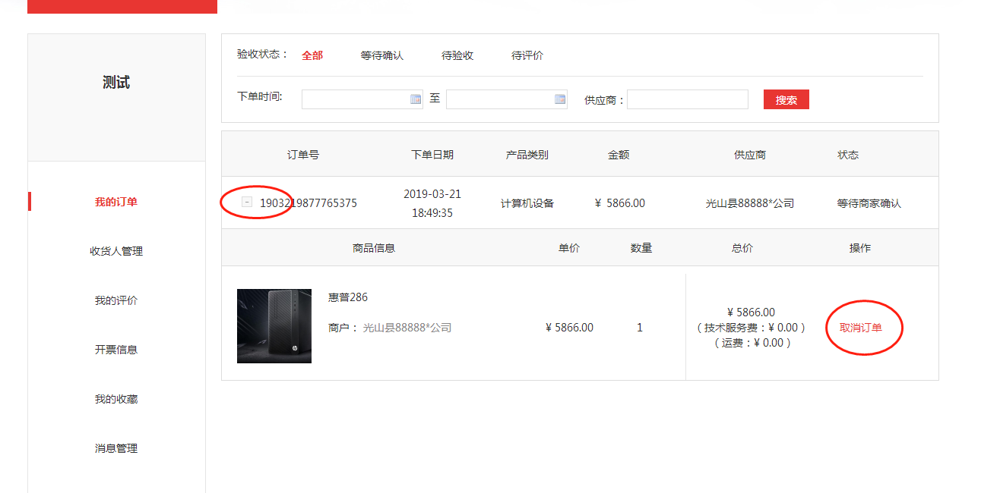 测试
我的订单
收货人管理
我的评价
开票信息
我的收藏
消息管理
验收状态： 全部 等待确认 待验收 待评价
下单时间: 至 供应商： 搜索
订单号 下单日期 产品类别 金额 供应商 状态
1903219877765375 2019-03-21 18:49:35 计算机设备 ¥ 5866.00 光山县88888*公司 等待商家确认
商品信息 单价 数量 总价 操作
惠普286
商户： 光山县88888*公司 ¥ 5866.00 1
¥ 5866.00
（技术服务费：¥ 0.00 ）
（运费：¥ 0.00 ）
取消订单
hp